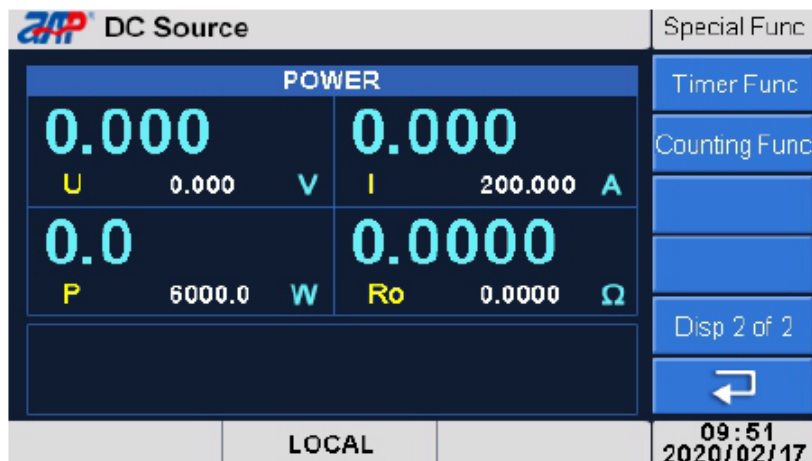 DC Source
Special Func
POWER
0.000
0.000
U 0.000 V
I 200.000 A
0.0
0.0000
P 6000.0 W
Ro 0.0000 Ω
Timer Func
Counting Func
Disp 2 of 2
LOCAL
09:51
2020/02/17